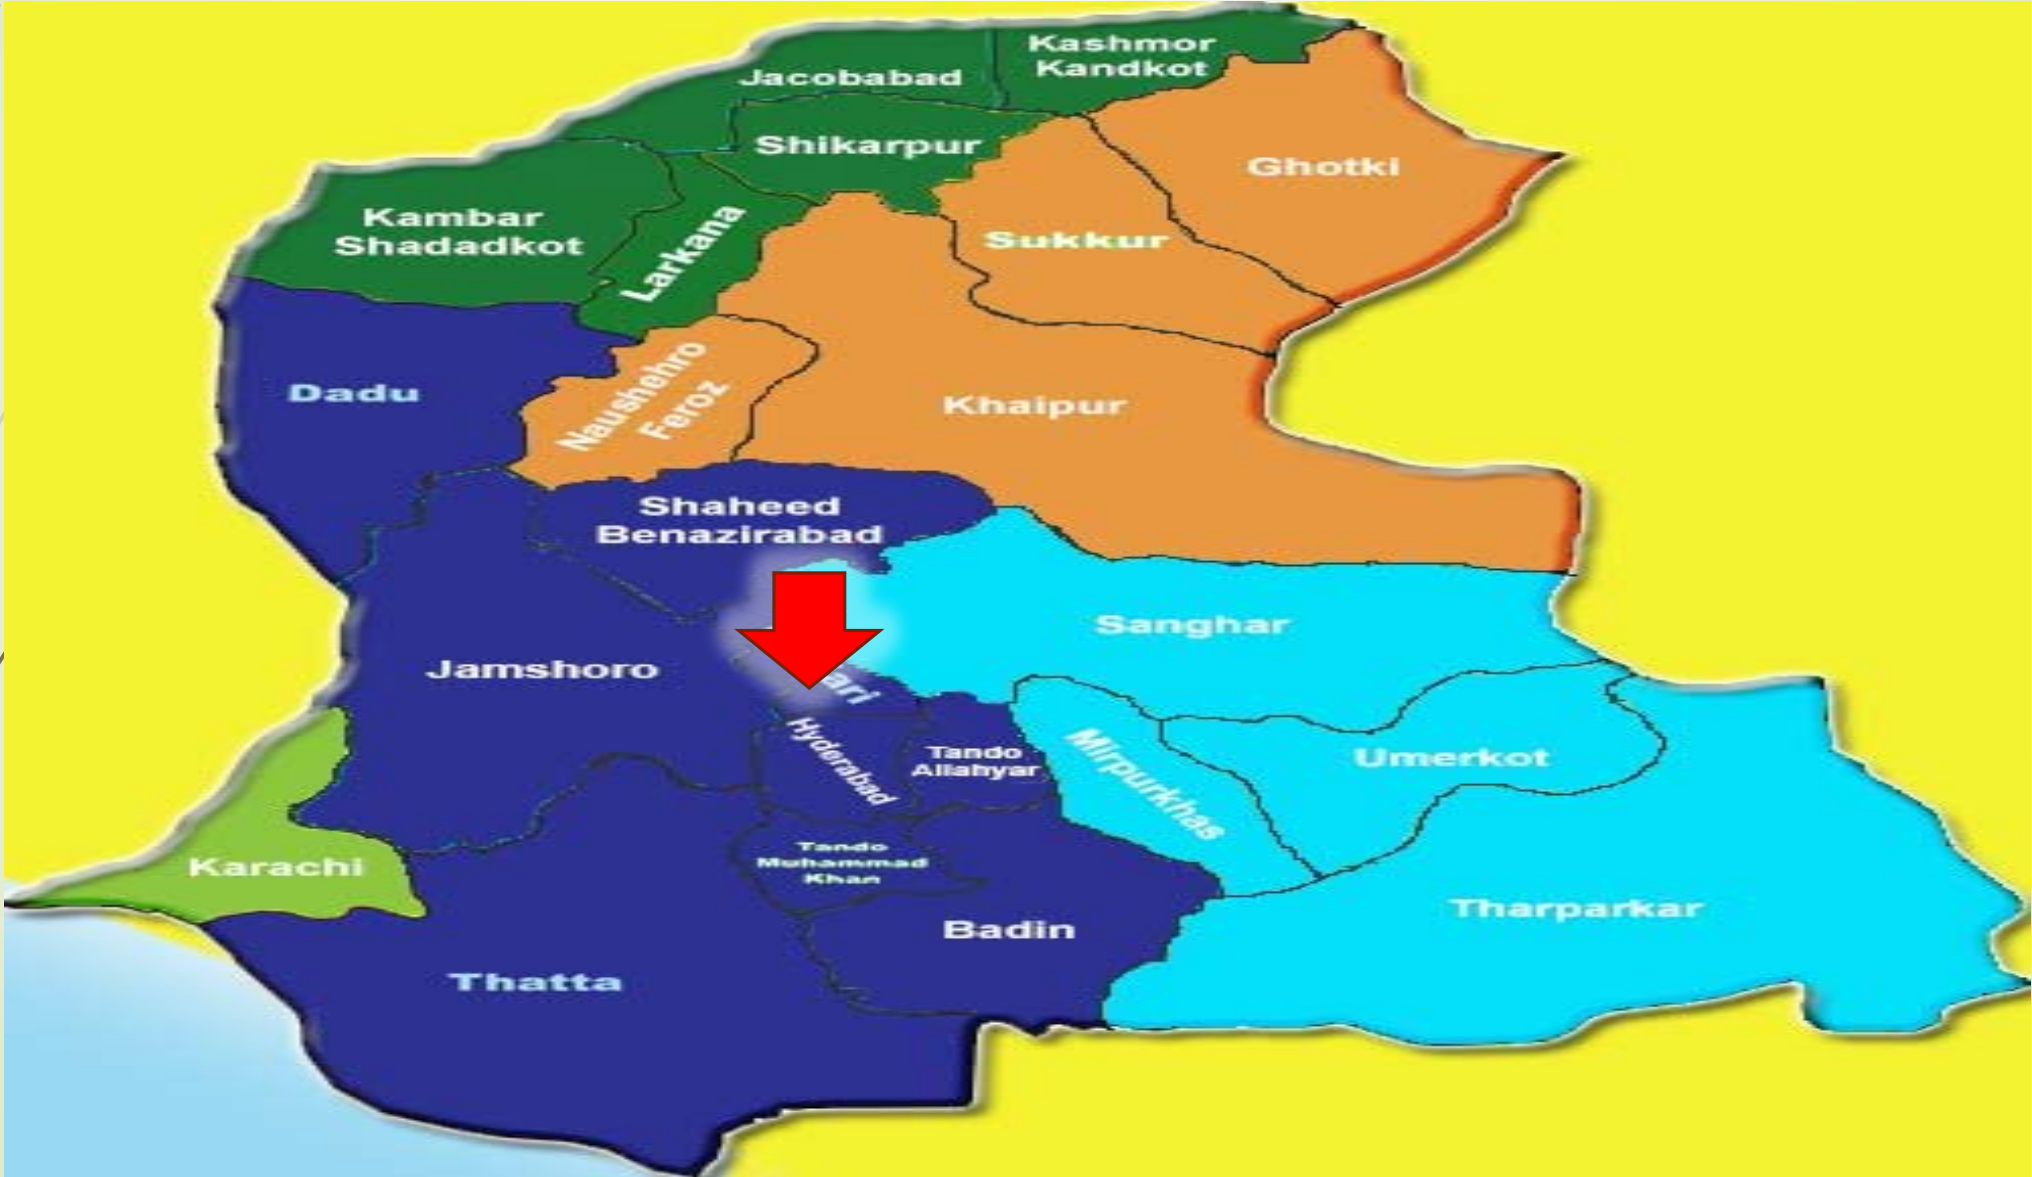 Kashmor
Kandkot
Jacobabad
Shikarpur
Ghotki
Kambar
Shadadkot
Larkana
Sukkur
Dadu
Naushehro
Feroz
Khaipur
Shaheed
Benazirabad
Sanghar
Jamshoro
ari
Hyderabad
Tando
Allahyar
Mirpurkhas
Umerkot
Karachi
Tando
Muhammad
Khan
Tharparkar
Badin
Thatta